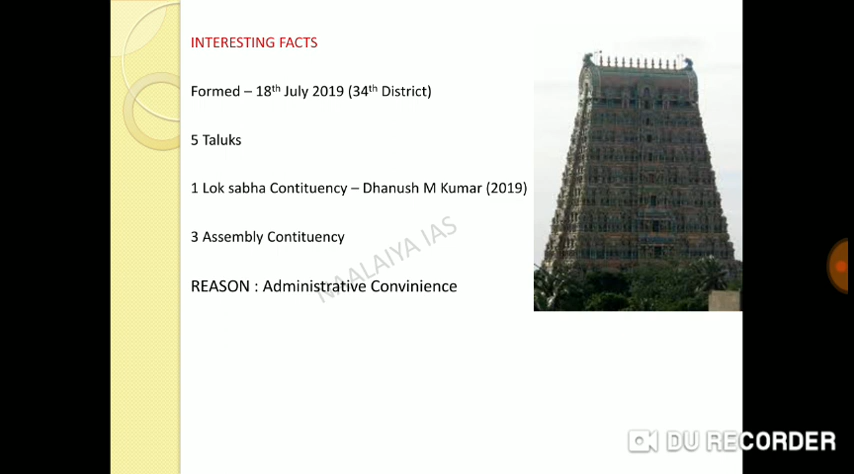 INTERESTING FACTS
Formed – 18th July 2019 (34th District)
5 Taluks
1 Lok sabha Contituency – Dhanush M Kumar (2019)
3 Assembly Contituency
NAALAIYA IAS
REASON : Administrative Convinience
DU RECORDER